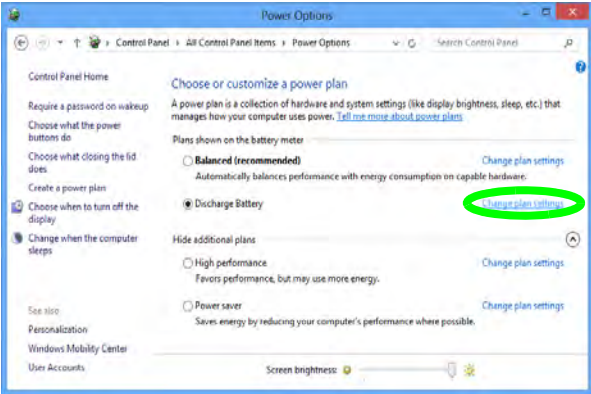 Power Options
Control Panel › All Control Panel Items › Power Options
Search Control Panel
Control Panel Home
Require a password on wakeup
Choose what the power
buttons do
Choose what closing the lid
does
Create a power plan
Choose when to turn off the
display
Change when the computer
sleeps
See also
Personalization
Windows Mobility Center
User Accounts
Choose or customize a power plan
A power plan is a collection of hardware and system settings (like display brightness, sleep, etc.) that
manages how your computer uses power. Tell me more about power plans
Plans shown on the battery meter
Balanced (recommended) Change plan settings
Automatically balances performance with energy consumption on capable hardware.
Discharge Battery Change plan settings
Hide additional plans
High performance Change plan settings
Favors performance, but may use more energy.
Power saver Change plan settings
Saves energy by reducing your computer's performance where possible.
Screen brightness: